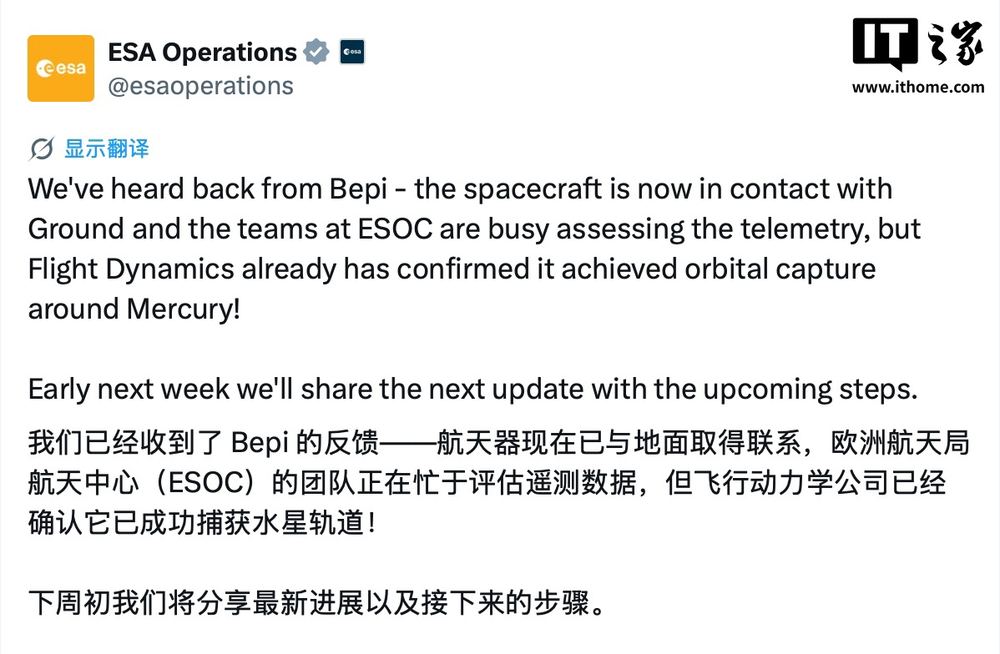 ESA Operations
@esaoperations
esa
esa
IT之家
www.ithome.com
显示翻译
We've heard back from Bepi - the spacecraft is now in contact with
Ground and the teams at ESOC are busy assessing the telemetry, but
Flight Dynamics already has confirmed it achieved orbital capture
around Mercury!
Early next week we'll share the next update with the upcoming steps.
我们已经收到了 Bepi 的反馈——航天器现在已与地面取得联系，欧洲航天局
航天中心（ESOC）的团队正在忙于评估遥测数据，但飞行动力学公司已经
确认它已成功捕获水星轨道！
下周初我们将分享最新进展以及接下来的步骤。